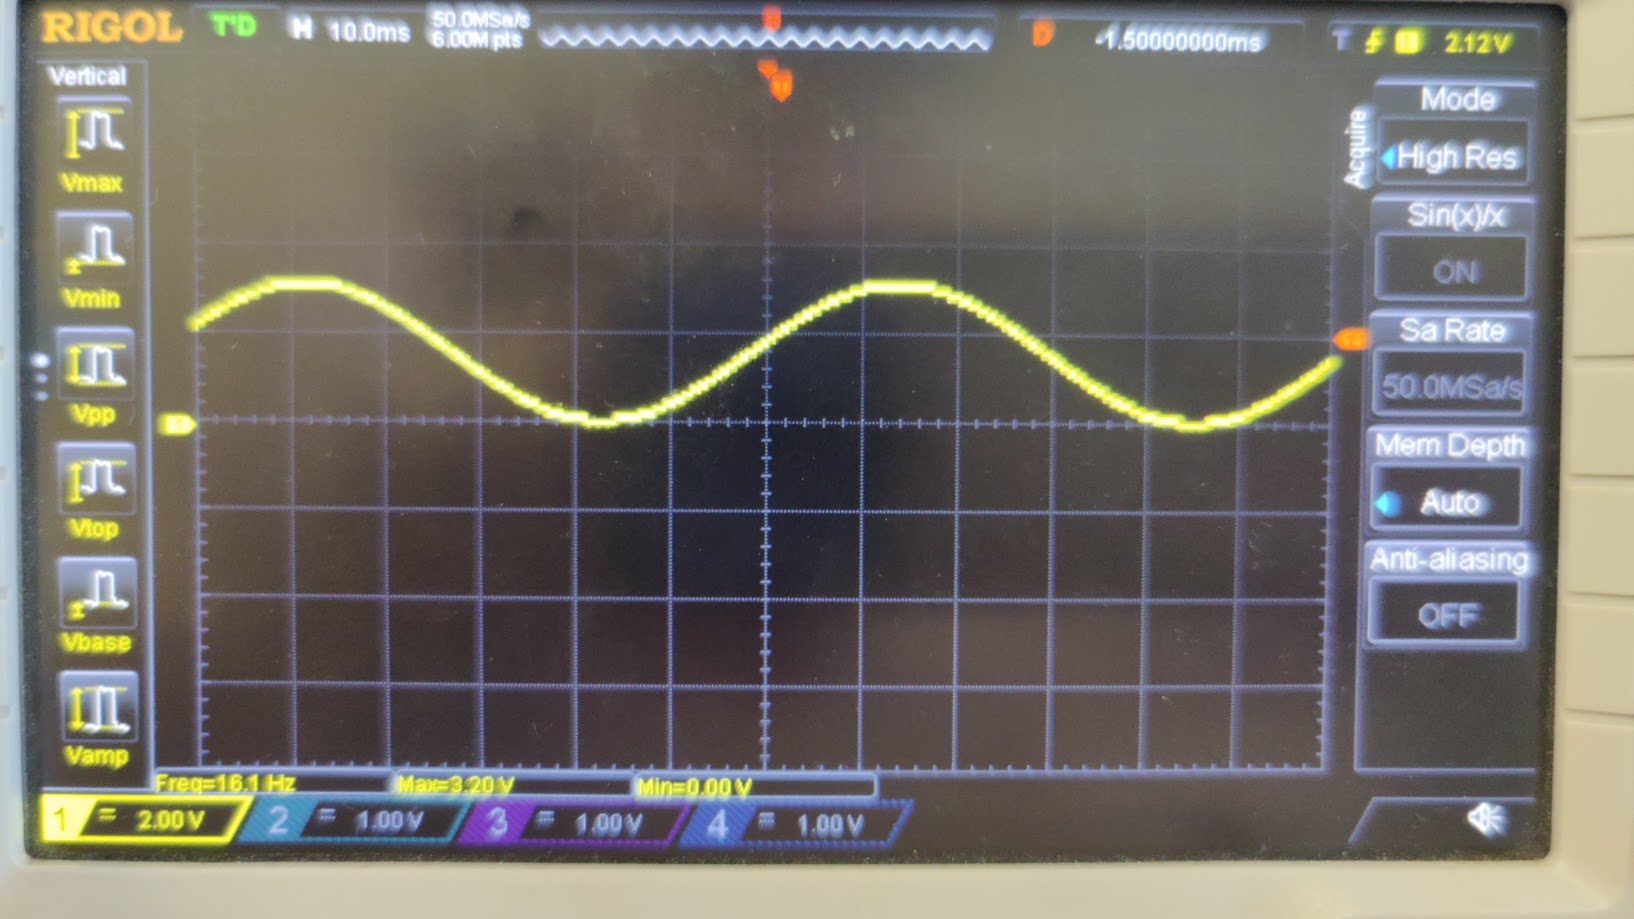 RIGOL T'D H 10.0ms 50.0MSa/s D -1.50000000ms T 1 2.12V
6.00M pts
Vertical
Vmax
Vmin
Vpp
Vtop
Vbase
Vamp
Acquire
Mode
High Res
Sin(x)/x
ON
Sa Rate
50.0MSa/s
Mem Depth
Auto
Anti-aliasing
OFF
Freq=16.1 Hz Max=3.20 V Min=0.00 V
1 2.00 V 2 1.00 V 3 1.00 V 4 1.00 V